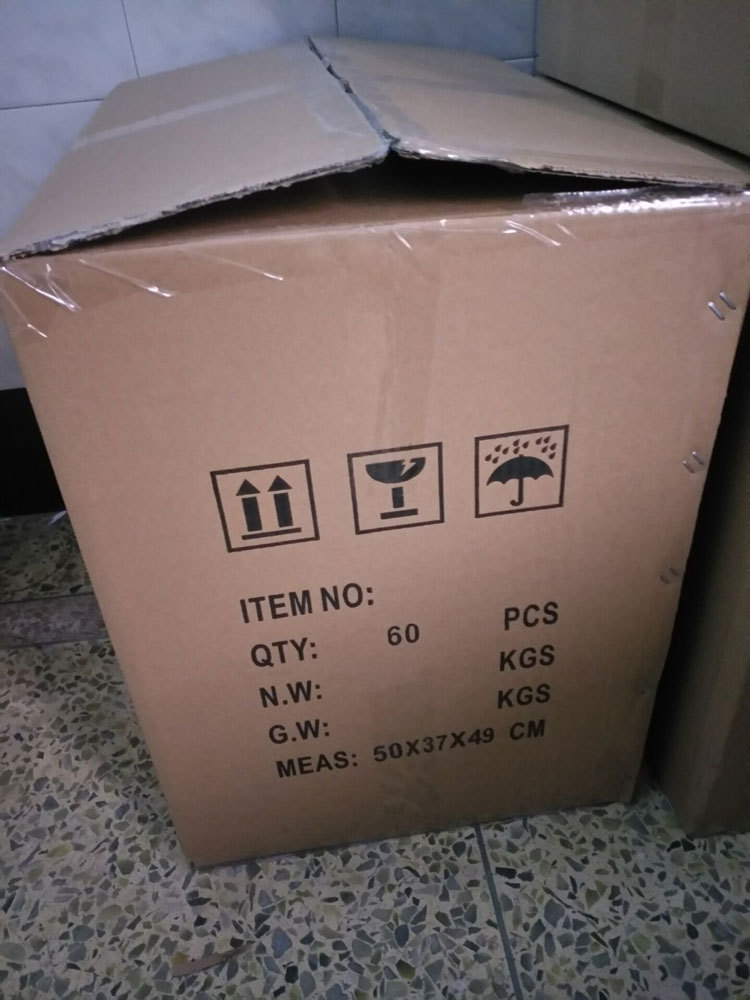 ITEM NO:
QTY: 60 PCS
N.W: KGS
G.W: KGS
MEAS: 50X37X49 CM